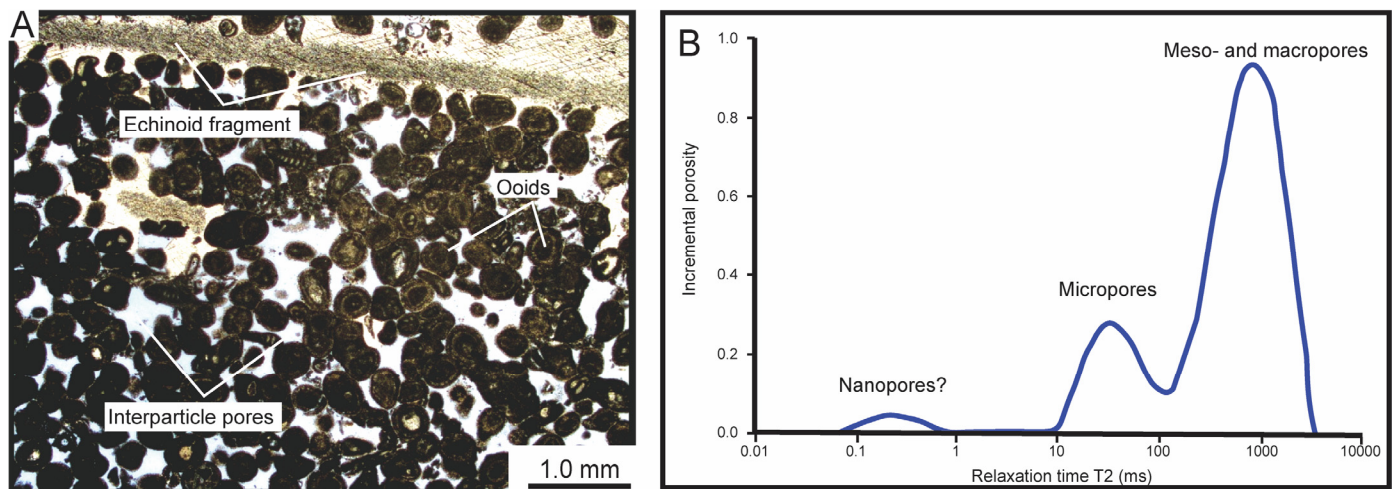 A
Echinoid fragment
Ooids
Interparticle pores
1.0 mm
B
Meso- and macropores
Micropores
Nanopores?
Incremental porosity
1.0
0.8
0.6
0.4
0.2
0.0
0.01
0.1
1
10
100
1000
10000
Relaxation time T2 (ms)